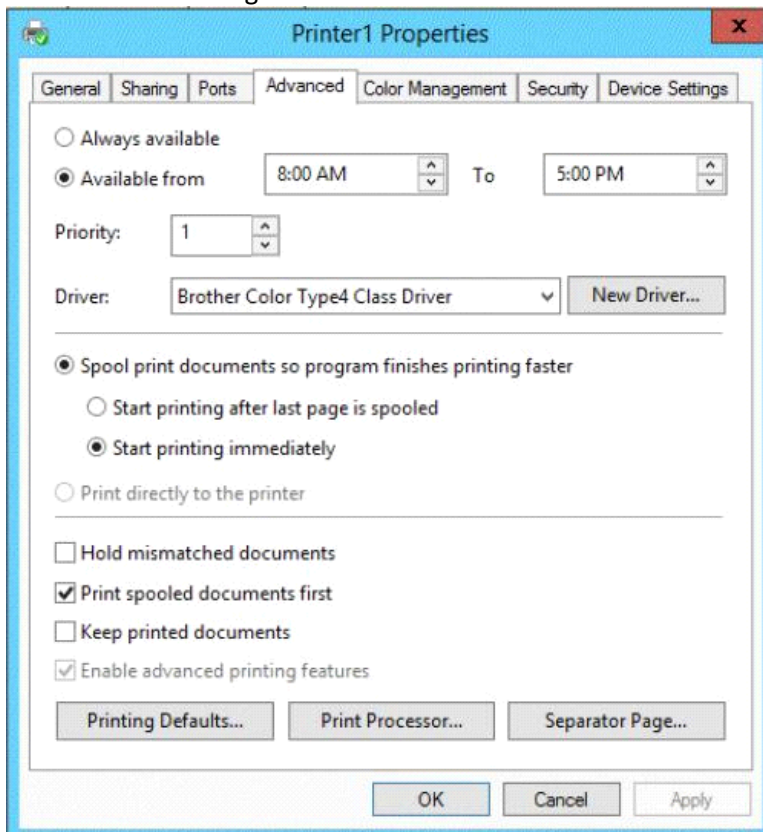 Printer1 Properties
x
General Sharing Ports Advanced Color Management Security Device Settings
Always available
Available from 8:00 AM To 5:00 PM
Priority: 1
Driver: Brother Color Type4 Class Driver New Driver...
Spool print documents so program finishes printing faster
Start printing after last page is spooled
Start printing immediately
Print directly to the printer
Hold mismatched documents
Print spooled documents first
Keep printed documents
Enable advanced printing features
Printing Defaults... Print Processor... Separator Page...
OK Cancel Apply